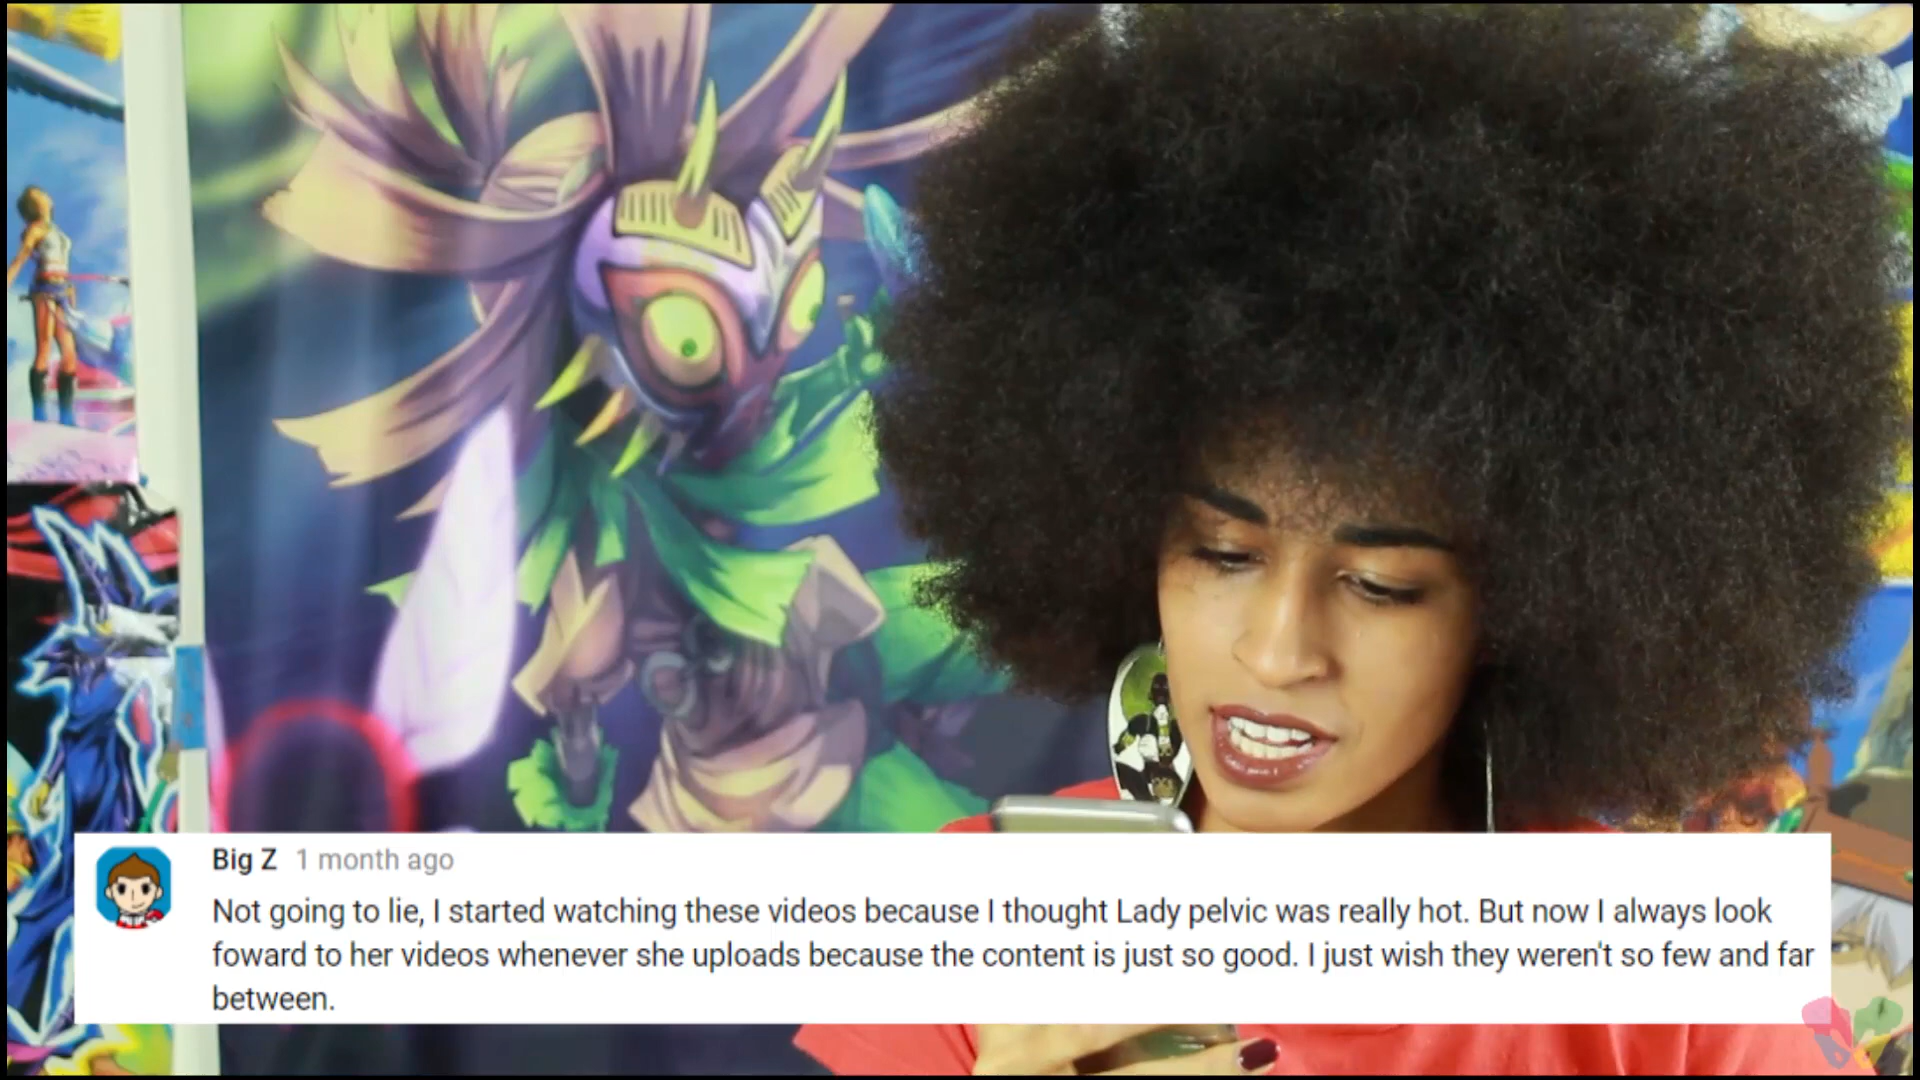 Big Z 1 month ago
Not going to lie, I started watching these videos because I thought Lady pelvic was really hot. But now I always look
foward to her videos whenever she uploads because the content is just so good. I just wish they weren't so few and far
between.